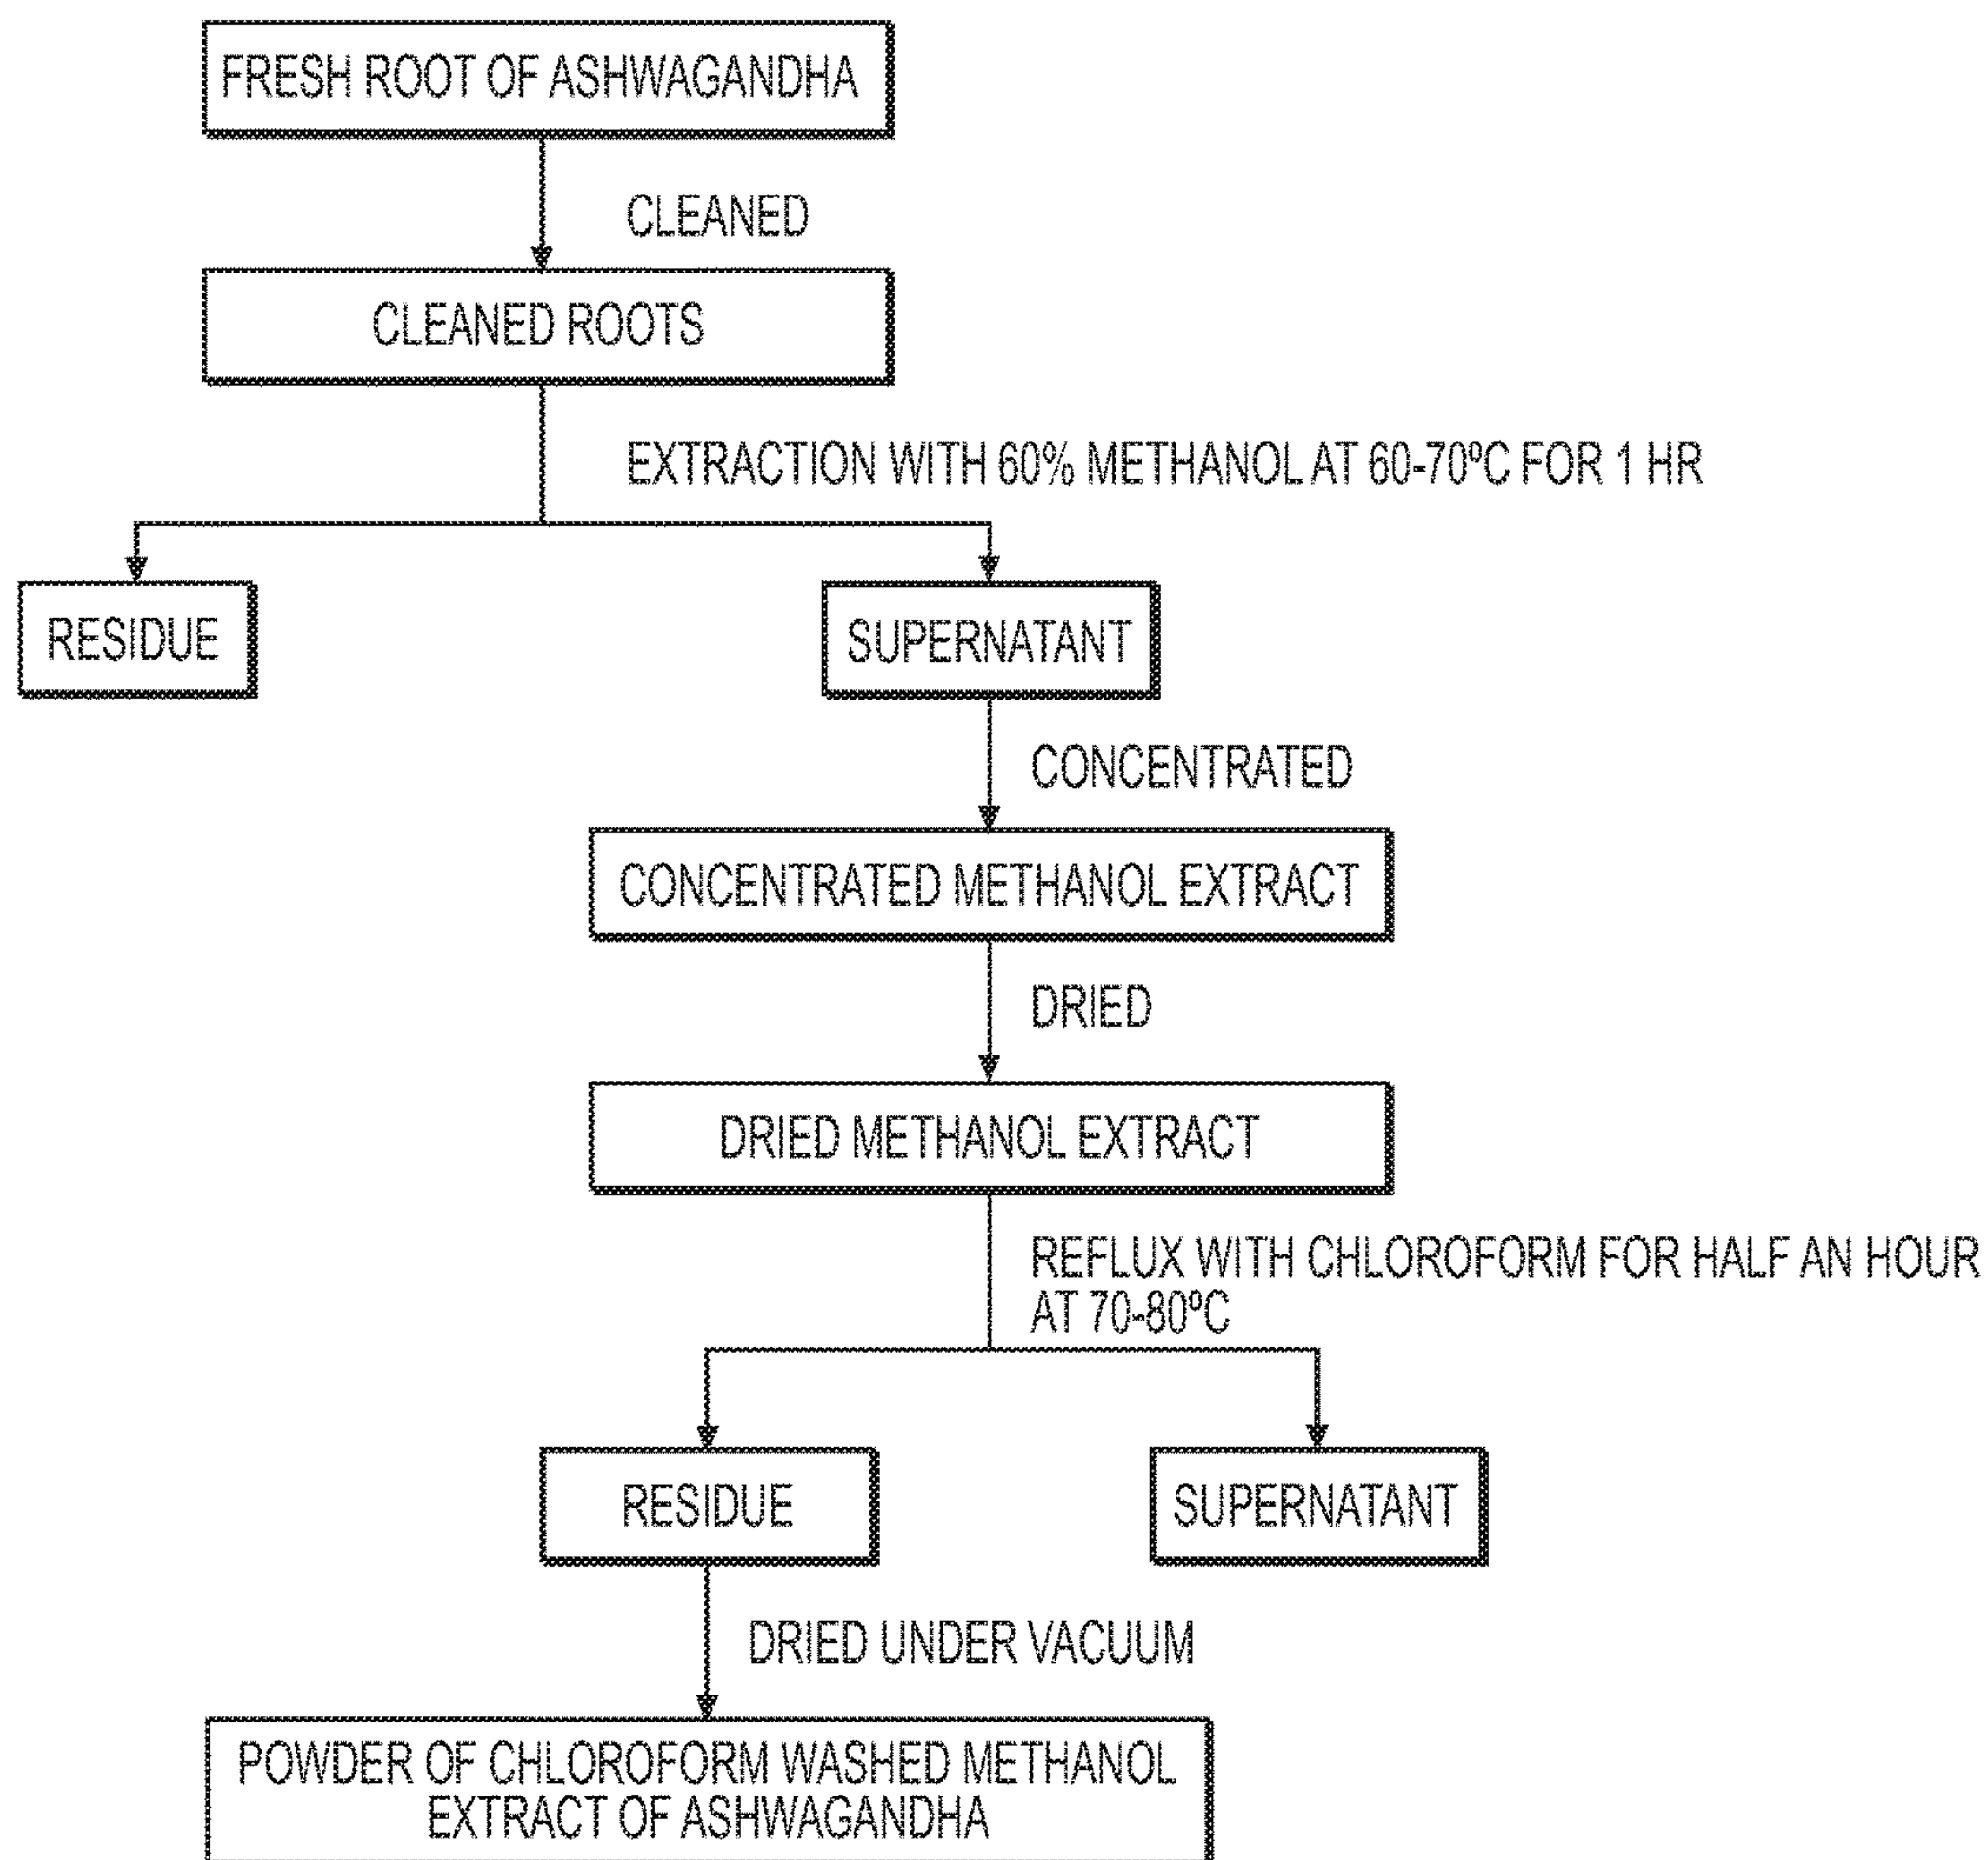 FRESH ROOT OF ASHWAGANDHA
CLEANED
CLEANED ROOTS
EXTRACTION WITH 60% METHANOL AT 60-70ºC FOR 1 HR
RESIDUE
SUPERNATANT
CONCENTRATED
CONCENTRATED METHANOL EXTRACT
DRIED
DRIED METHANOL EXTRACT
REFLUX WITH CHLOROFORM FOR HALF AN HOUR
AT 70-80ºC
RESIDUE
SUPERNATANT
DRIED UNDER VACUUM
POWDER OF CHLOROFORM WASHED METHANOL
EXTRACT OF ASHWAGANDHA